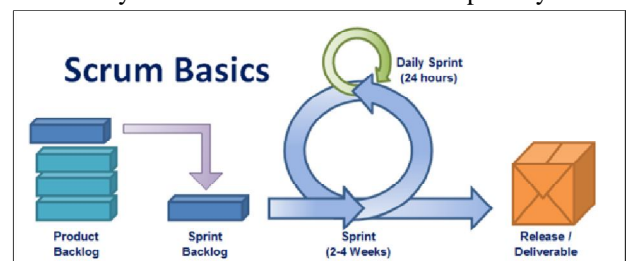 Scrum Basics
Daily Sprint
(24 hours)
Product
Backlog
Sprint
Backlog
Sprint
(2-4 Weeks)
Release /
Deliverable